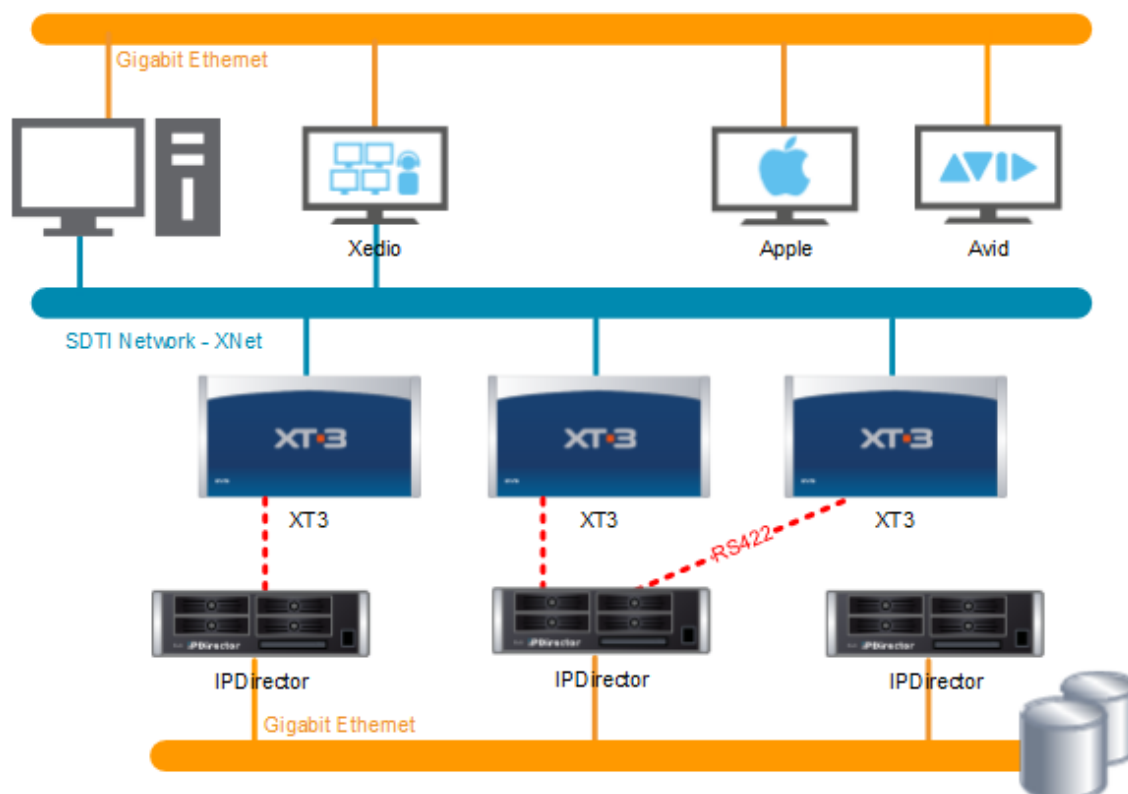 Gigabit Ethernet
AVID
Xedio
Apple
Avid
SDTI Network - XNet
XT3
XT3
XT3
XT3
XT3
XT3
RS422
iPDirector
iPDirector
iPDirector
IPDirector
IPDirector
IPDirector
Gigabit Ethernet